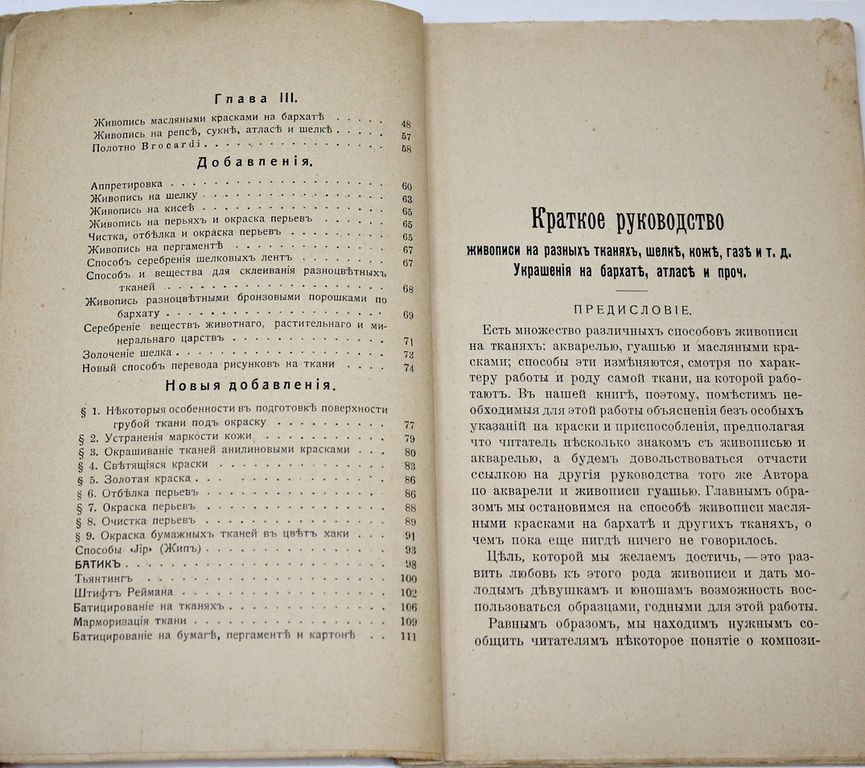 Глава III.
Живопись масляными красками на бархатѣ . . . . . 48
Живопись на репсѣ, сукнѣ, атласѣ и шелкѣ . . . . . 57
Полотно Brocardi . . . . . . . . . . . . . . . . 58
Добавленія.
Аппретировка . . . . . . . . . . . . . . . . . . 60
Живопись на шелку . . . . . . . . . . . . . . . . 63
Живопись на кисеѣ . . . . . . . . . . . . . . . . 65
Живопись на перьяхъ и окраска перьевъ . . . . . . 65
Чистка, отбѣлка и окраска перьевъ . . . . . . . . 65
Живопись на пергаментѣ . . . . . . . . . . . . . 67
Способъ серебренія шелковыхъ лентъ . . . . . . . . 67
Способъ и вещества для склеиванія разноцвѣтныхъ
тканей . . . . . . . . . . . . . . . . . . 68
Живопись разноцвѣтными бронзовым порошками по
бархату . . . . . . . . . . . . . . . . . . 69
Серебреніе веществъ животнаго, растительнаго и ми-
неральнаго царствъ . . . . . . . . . . . . . 71
Золоченіе шелка . . . . . . . . . . . . . . . . . 73
Новый способъ перевода рисунковъ на ткани . . . . 74
Новыя добавленія.
§ 1. Нѣкоторыя особенности въ подготовкѣ поверхности
грубой ткани подъ окраску . . . . . . . . . 77
§ 2. Устраненія маркости кожи . . . . . . . . . . . 79
§ 3. Окрашиваніе тканей анилиновыми красками . . . 80
§ 4. Свѣтящіяся краски . . . . . . . . . . . . . . 83
§ 5. Золотая краска . . . . . . . . . . . . . . . . 86
§ 6. Отбѣлка перьевъ . . . . . . . . . . . . . . . 86
§ 7. Окраска перьевъ . . . . . . . . . . . . . . . 88
§ 8. Очистка перьевъ . . . . . . . . . . . . . . . 89
§ 9. Окраска бумажныхъ тканей въ цвѣтъ хаки . . . . 91
Способы «Jip» (Жипъ) . . . . . . . . . . . . . . . 93
БАТИКЪ . . . . . . . . . . . . . . . . . . . . . 98
Тьянтингъ . . . . . . . . . . . . . . . . . . . . 100
Штифтъ Реймана . . . . . . . . . . . . . . . . . . 102
Батицированіе на тканяхъ . . . . . . . . . . . . . 106
Марморизація ткани . . . . . . . . . . . . . . . . 109
Батицированіе на бумагѣ, пергаментѣ и картонѣ . . 111
Краткое руководство
живописи на разныхъ тканяхъ, шелкѣ, кожѣ, газѣ и т. д.
Украшенія на бархатѣ, атласѣ и проч.
ПРЕДИСЛОВІЕ.
Есть множество различныхъ способовъ живописи
на тканяхъ: акварелью, гуашью и масляными кра-
сками; способы эти измѣняются, смотря по харак-
теру работы и роду самой ткани, на которой рабо-
таютъ. Въ нашей книгѣ, поэтому, помѣстимъ не-
обходимыя для этой работы объясненія безъ особыхъ
указаній на краски и приспособленія, предполагая
что читатель нѣсколько знакомъ съ живописью и
акварелью, а будемъ довольствоваться отчасти
ссылкою на другія руководства того же Автора
по акварели и живописи гуашью. Главнымъ обра-
зомъ мы остановимся на способѣ живописи масля-
ными красками на бархатѣ и другихъ тканяхъ, о
чемъ пока еще нигдѣ ничего не говорилось.
Цѣль, которой мы желаемъ достичь, — это раз-
вить любовь къ этого рода живописи и дать мо-
лодымъ дѣвушкамъ и юношамъ возможность вос-
пользоваться образцами, годными для этой работы.
Равнымъ образомъ, мы находимъ нужнымъ со-
общить читателямъ нѣкоторое понятіе о компози-